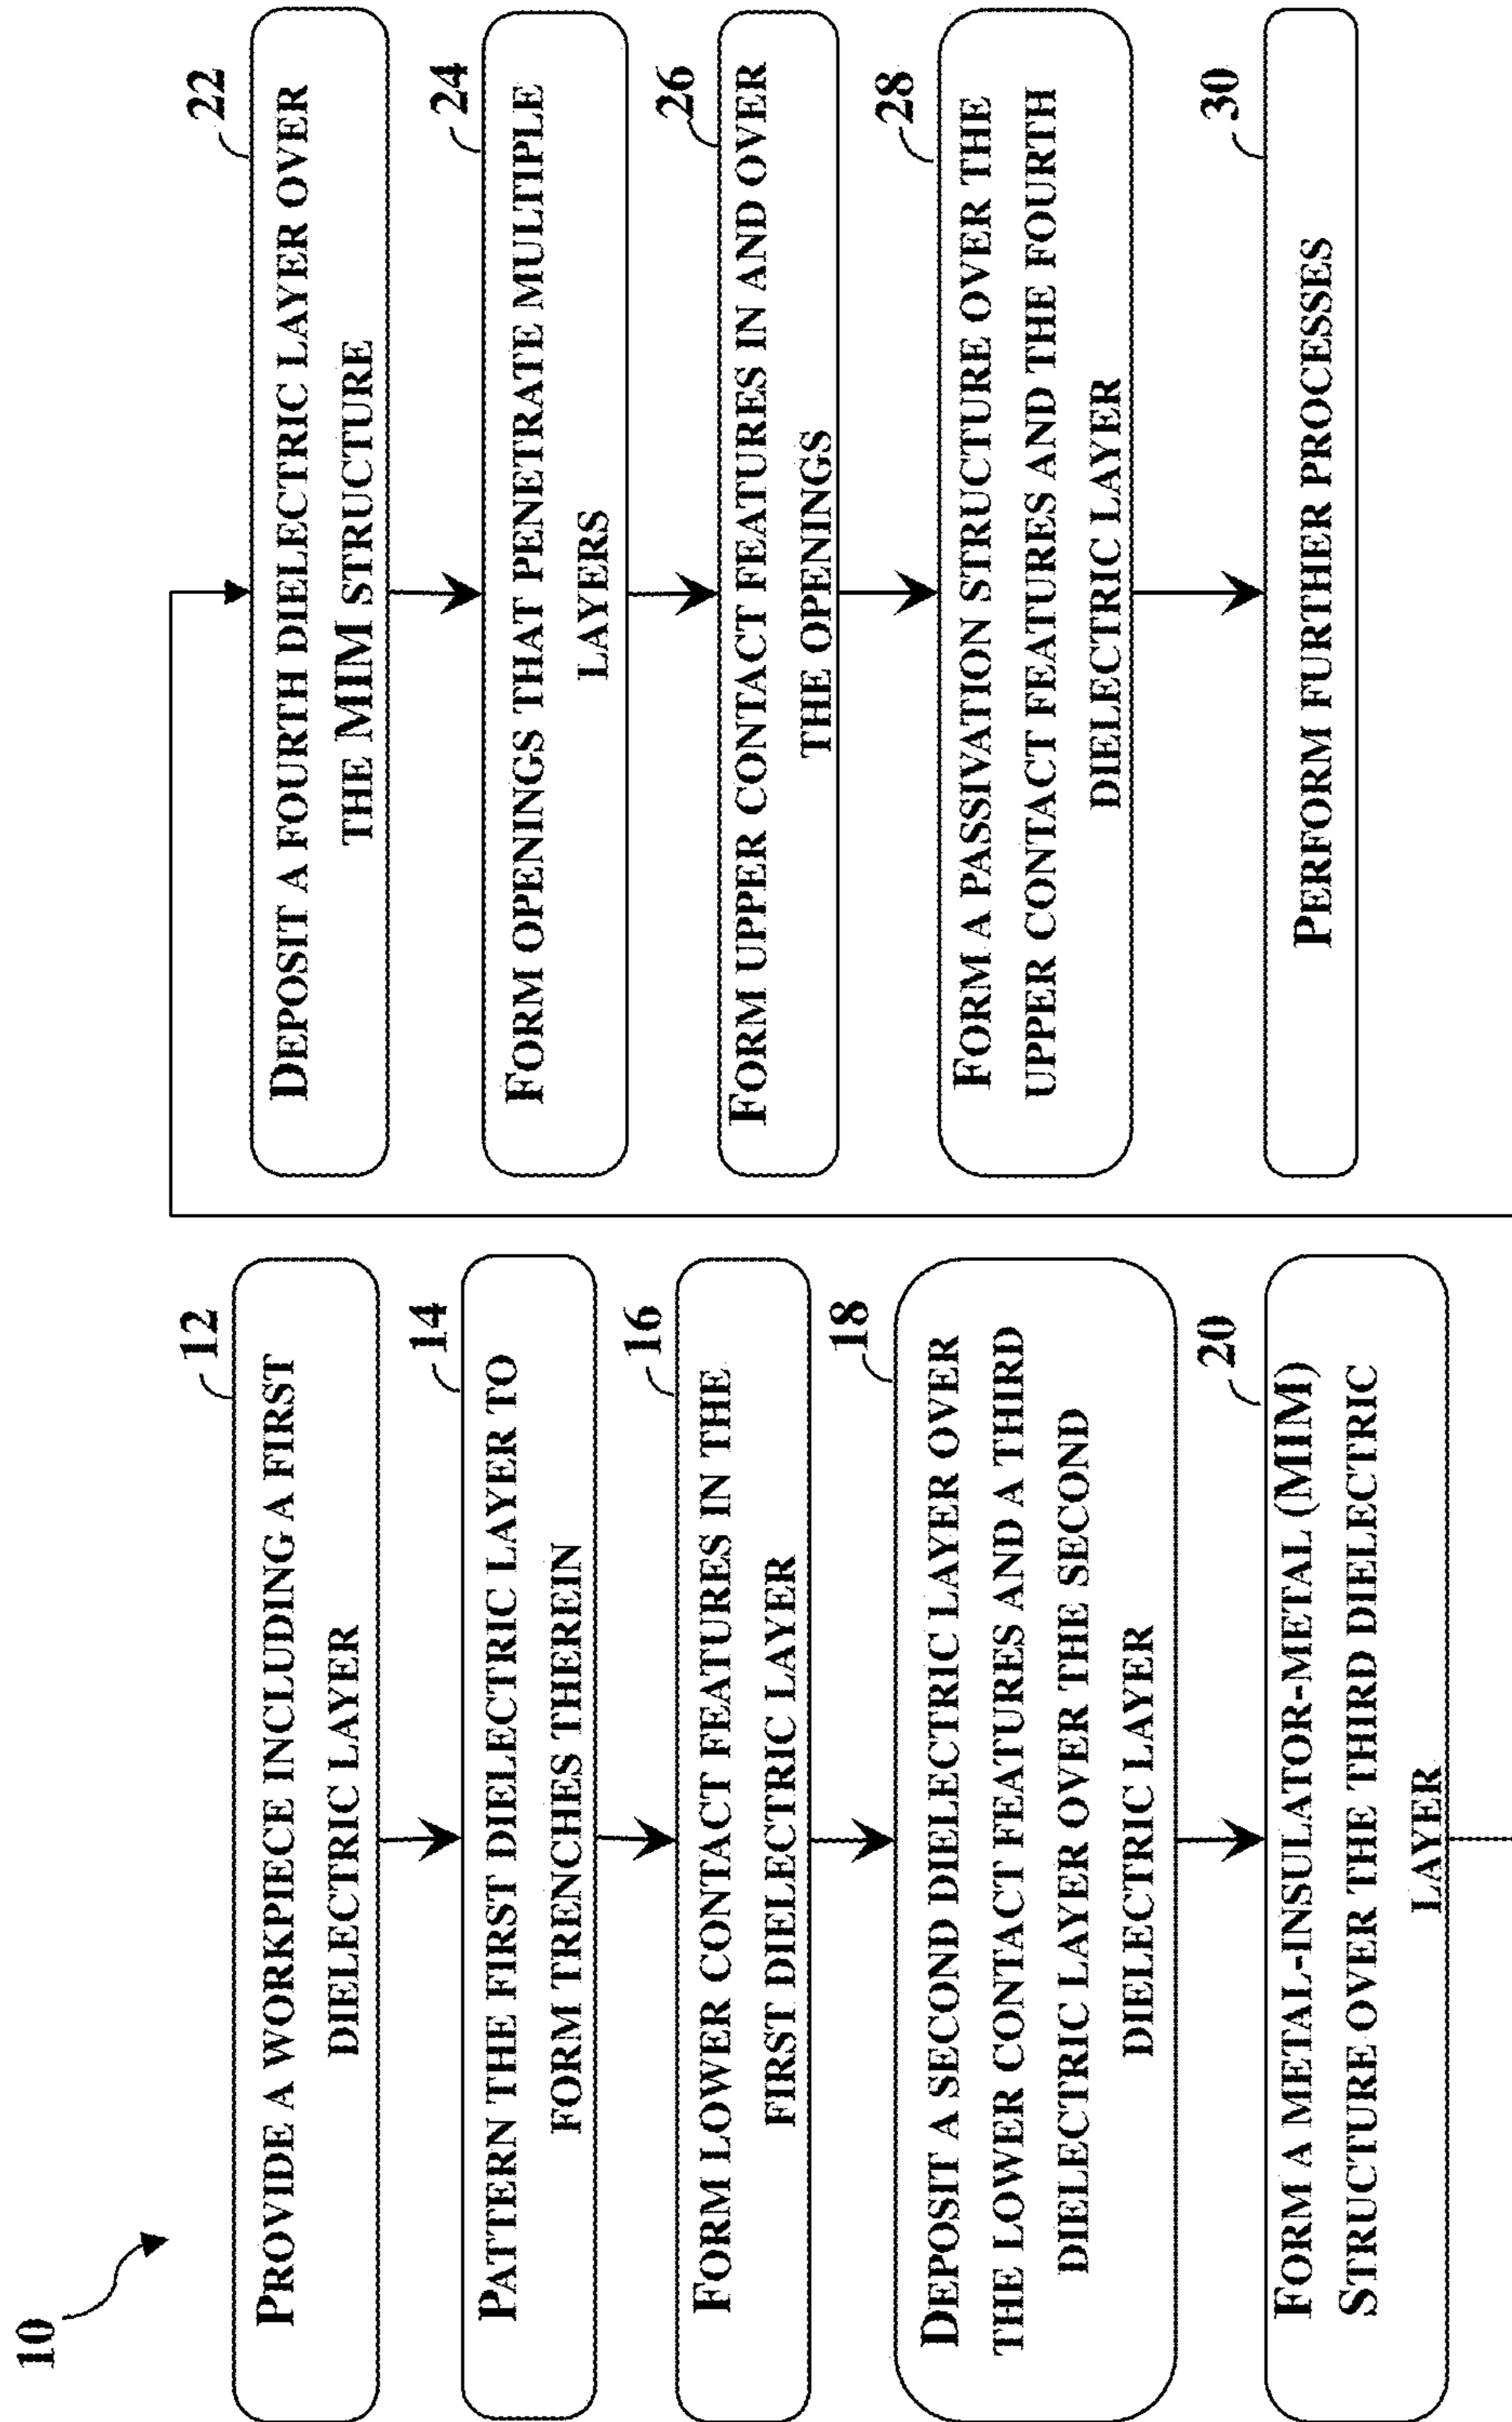 10
12
PROVIDE A WORKPIECE INCLUDING A FIRST
DIELECTRIC LAYER
14
PATTERN THE FIRST DIELECTRIC LAYER TO
FORM TRENCHES THEREIN
16
FORM LOWER CONTACT FEATURES IN THE
FIRST DIELECTRIC LAYER
18
DEPOSIT A SECOND DIELECTRIC LAYER OVER
THE LOWER CONTACT FEATURES AND A THIRD
DIELECTRIC LAYER OVER THE SECOND
DIELECTRIC LAYER
20
FORM A METAL-INSULATOR-METAL (MIM)
STRUCTURE OVER THE THIRD DIELECTRIC
LAYER
22
DEPOSIT A FOURTH DIELECTRIC LAYER OVER
THE MIM STRUCTURE
24
FORM OPENINGS THAT PENETRATE MULTIPLE
LAYERS
26
FORM UPPER CONTACT FEATURES IN AND OVER
THE OPENINGS
28
FORM A PASSIVATION STRUCTURE OVER THE
UPPER CONTACT FEATURES AND THE FOURTH
DIELECTRIC LAYER
30
PERFORM FURTHER PROCESSES